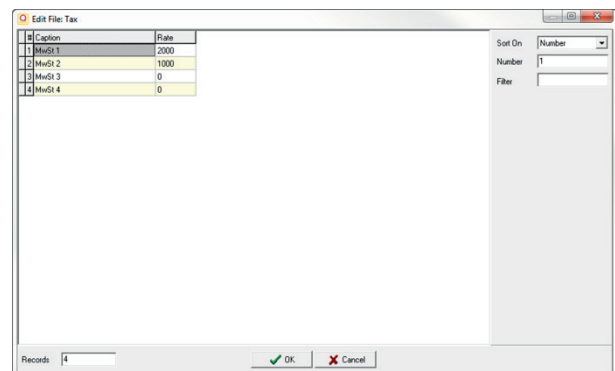 Edit File: Tax
# Caption Rate
1 MwSt 1 2000
2 MwSt 2 1000
3 MwSt 3 0
4 MwSt 4 0
Sort On Number
Number 1
Filter
Records 4
OK Cancel